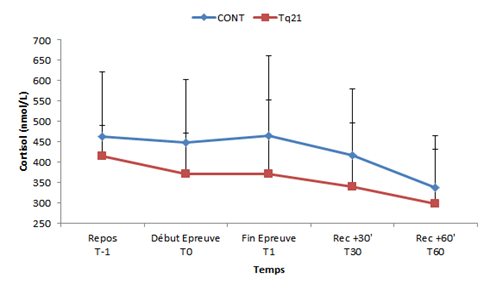 CONT Tq21
700
650
600
550
500
450
400
350
300
250
Cortisol (nmol/L)
Repos Début Epreuve Fin Epreuve Rec +30' Rec +60'
T-1 T0 T1 T30 T60
Temps